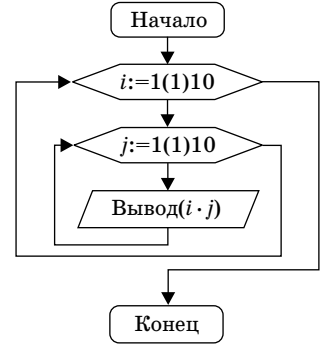 Начало
i:=1(1)10
j:=1(1)10
Вывод(i · j)
Конец